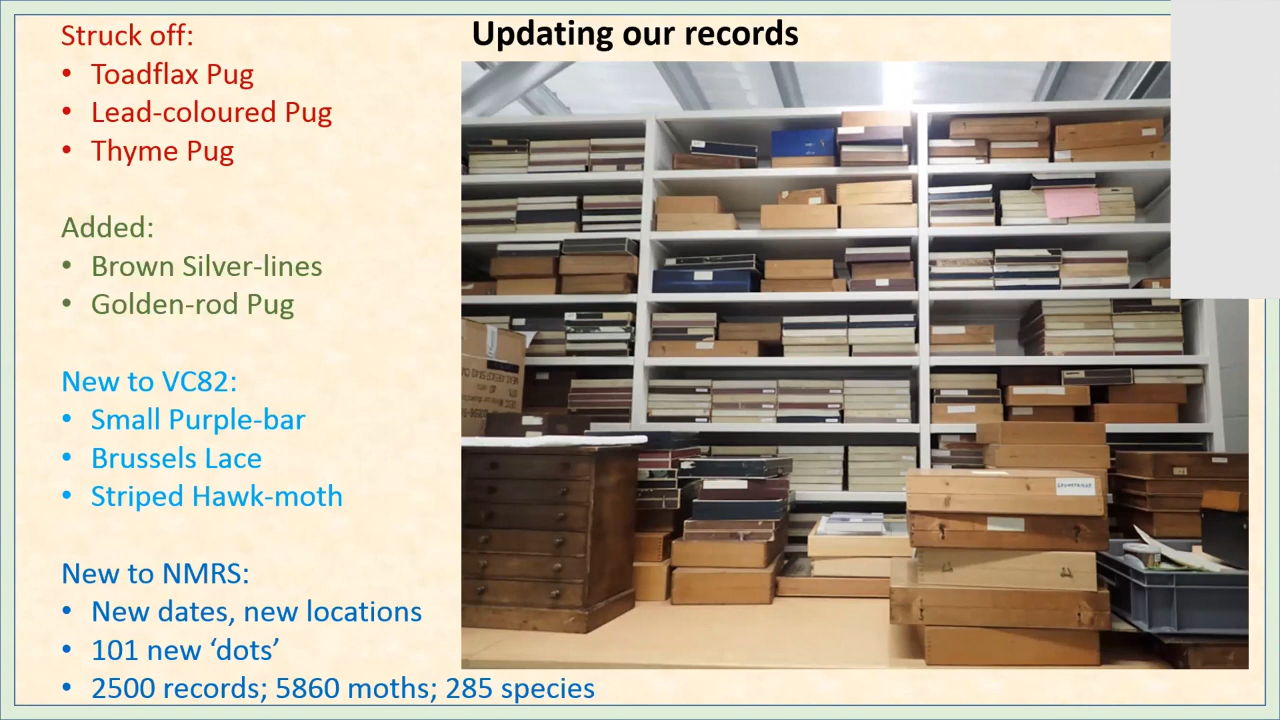 Updating our records
Struck off:
• Toadflax Pug
• Lead-coloured Pug
• Thyme Pug
Added:
• Brown Silver-lines
• Golden-rod Pug
New to VC82:
• Small Purple-bar
• Brussels Lace
• Striped Hawk-moth
New to NMRS:
• New dates, new locations
• 101 new ‘dots’
• 2500 records; 5860 moths; 285 species